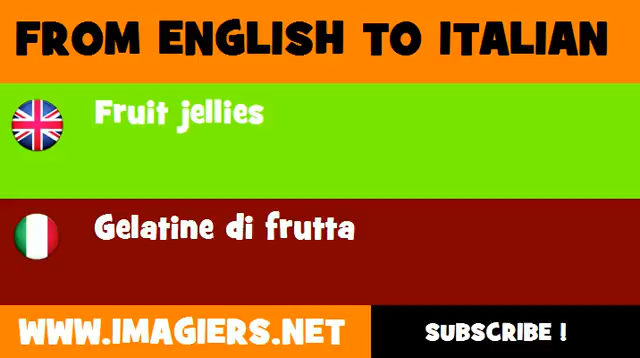 FROM ENGLISH TO ITALIAN
Fruit jellies
Gelatine di frutta
WWW.IMAGIERS.NET
SUBSCRIBE !